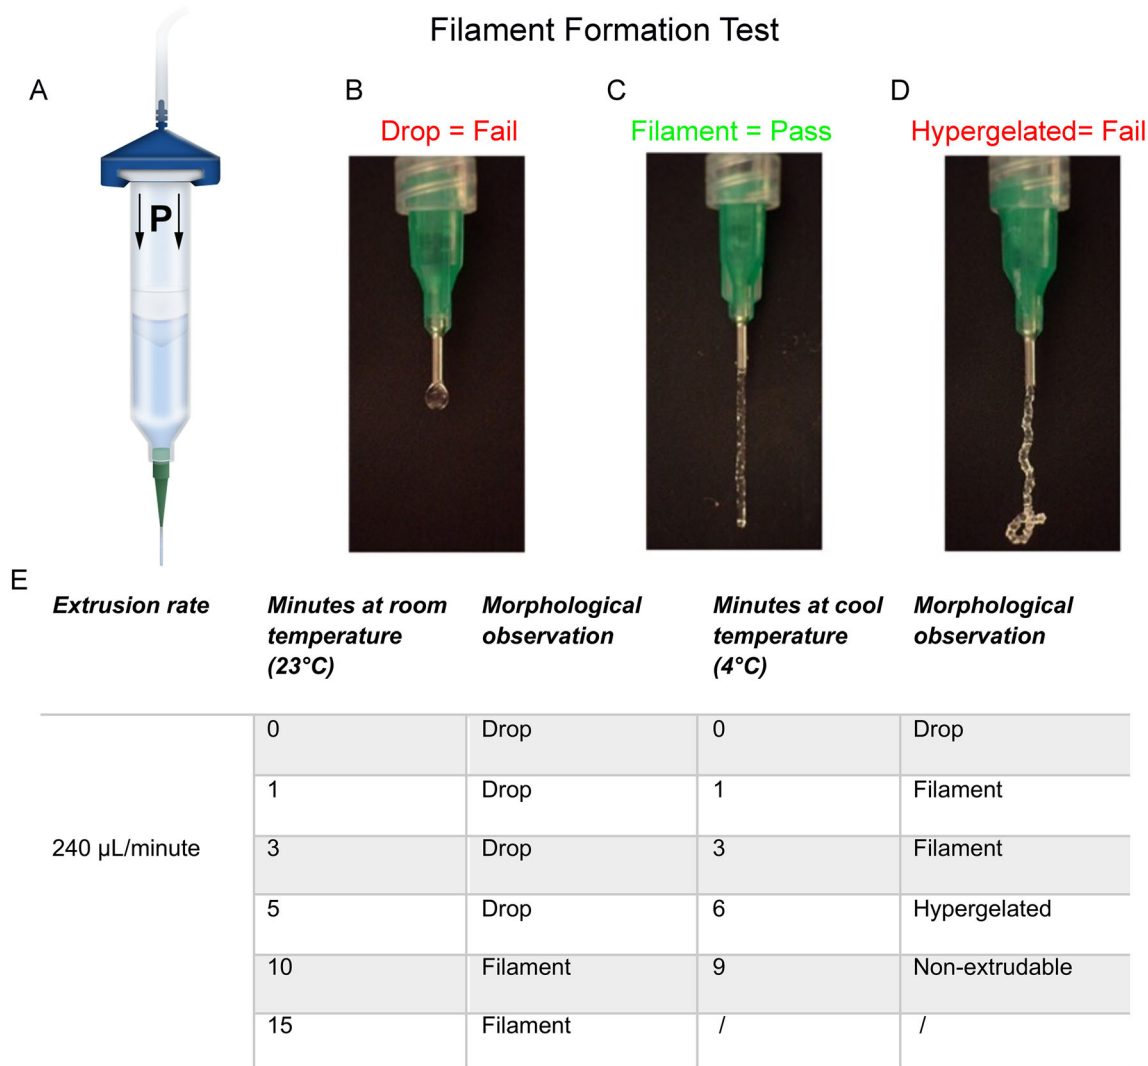 Filament Formation Test
A
B
C
D
Drop = Fail
Filament = Pass
Hypergelated= Fail
P
E
Extrusion rate
Minutes at room
temperature
(23°C)
Morphological
observation
Minutes at cool
temperature
(4°C)
Morphological
observation
0 Drop 0 Drop
1 Drop 1 Filament
240 µL/minute 3 Drop 3 Filament
5 Drop 6 Hypergelated
10 Filament 9 Non-extrudable
15 Filament / /